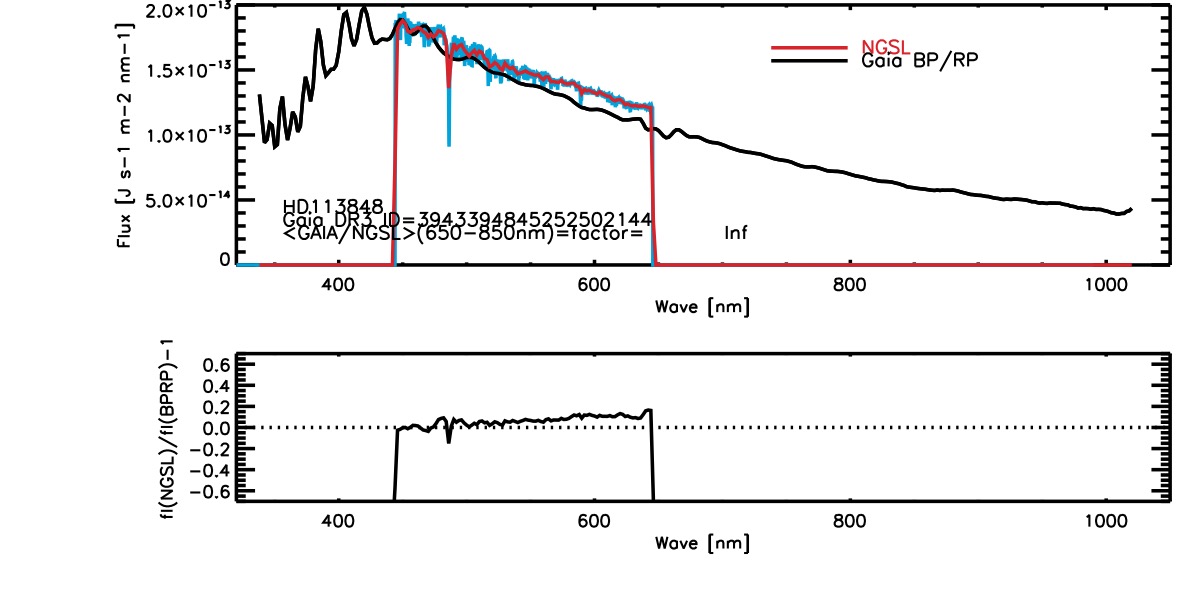 2.0×10−13
1.5×10−13
1.0×10−13
5.0×10−14
0
Flux [J s−1 m−2 nm−1]
NGSL
Gaia BP/RP
HD113848
Gaia DR3 ID=3943394845252502144
<GAIA/NGSL>(650−850nm)=factor= Inf
400 600 800 1000
Wave [nm]
fl(NGSL)/fl(BPRP)−1
0.6
0.4
0.2
0.0
−0.2
−0.4
−0.6
400 600 800 1000
Wave [nm]